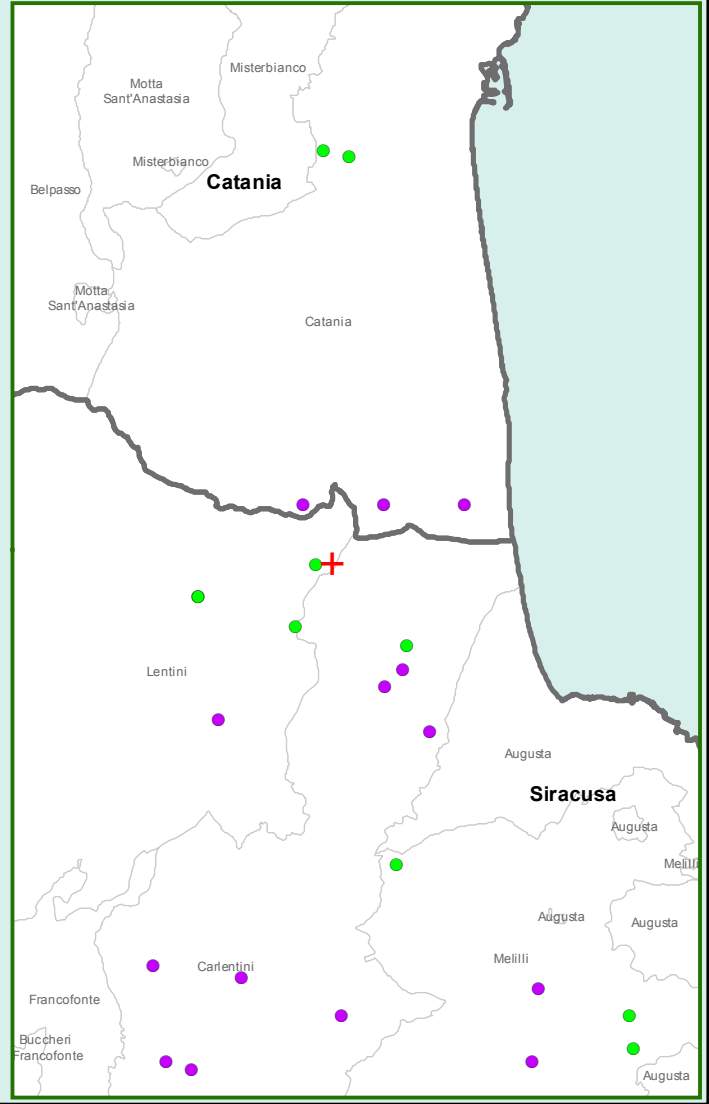 Misterbianco
Motta
Sant'Anastasia
Misterbianco
Catania
Belpasso
Motta
Sant'Anastasia
Catania
Lentini
Augusta
Siracusa
Augusta
Melilli
Augusta
Augusta
Melilli
Carlentini
Francofonte
Buccheri
Francofonte
Augusta